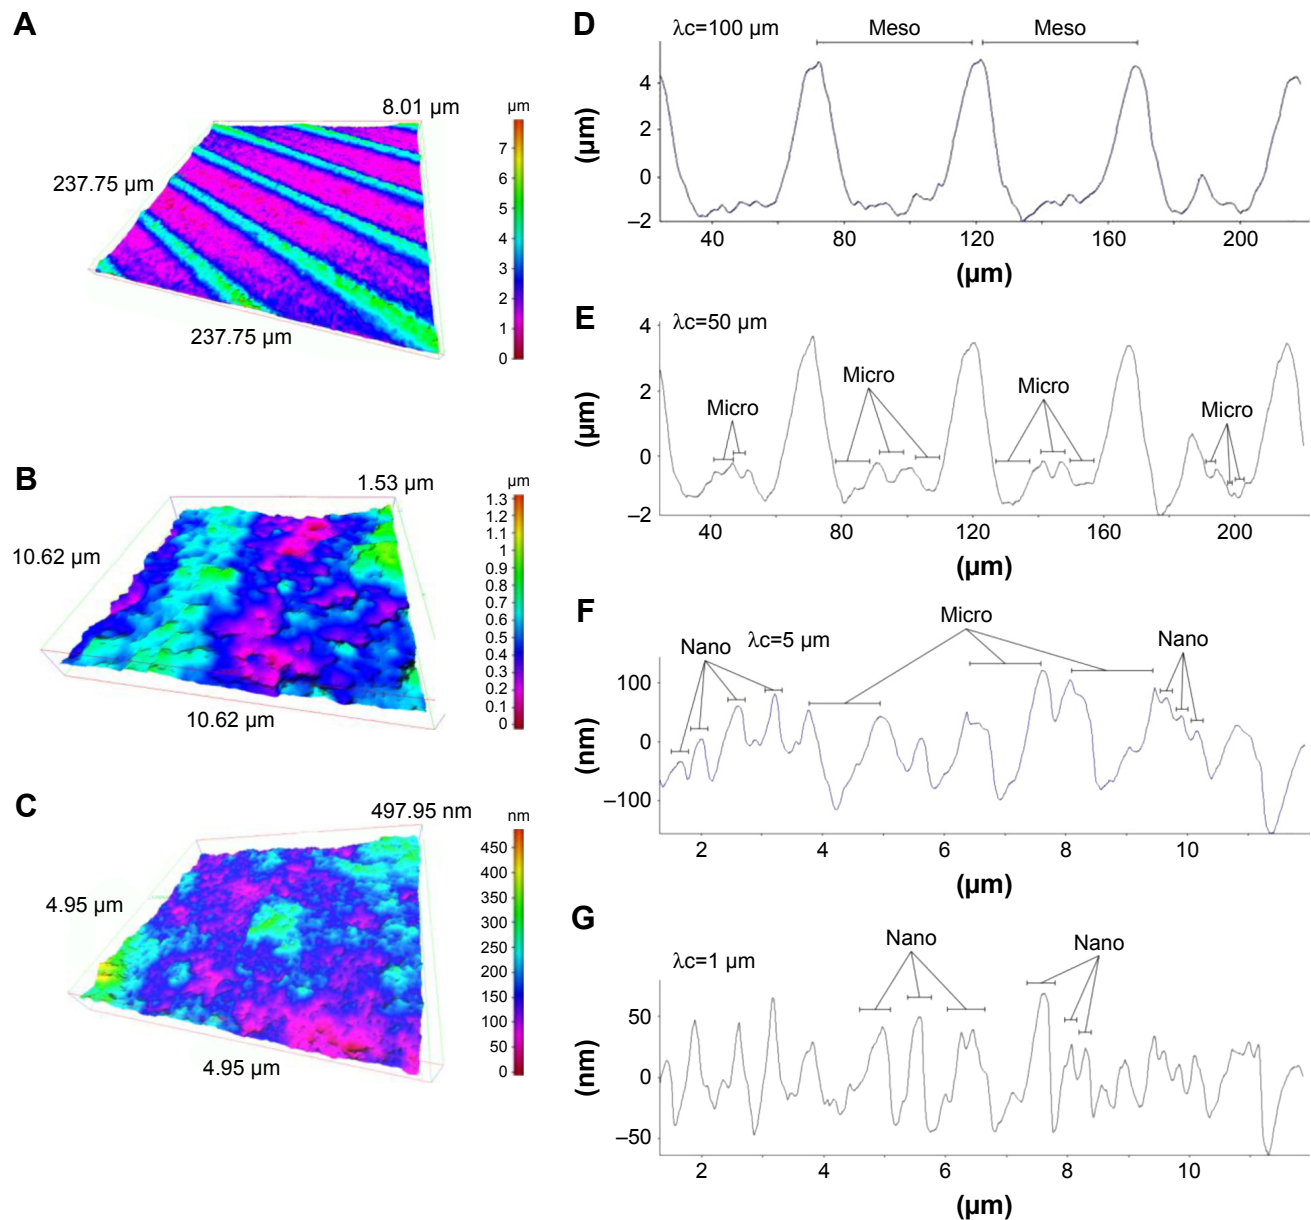 A
8.01 µm
237.75 µm
237.75 µm
µm
7
6
5
4
3
2
1
0
B
1.53 µm
10.62 µm
10.62 µm
µm
1.3
1.2
1.1
1
0.9
0.8
0.7
0.6
0.5
0.4
0.3
0.2
0.1
0
C
497.95 nm
4.95 µm
4.95 µm
nm
450
400
350
300
250
200
150
100
50
0
D
λc=100 µm
Meso Meso
(µm)
4
2
0
–2
40 80 120 160 200
(µm)
E
λc=50 µm
Micro Micro Micro Micro
(µm)
4
2
0
–2
40 80 120 160 200
(µm)
F
Nano λc=5 µm Micro Nano
(nm)
100
0
–100
2 4 6 8 10
(µm)
G
λc=1 µm
Nano Nano
(nm)
50
0
–50
2 4 6 8 10
(µm)